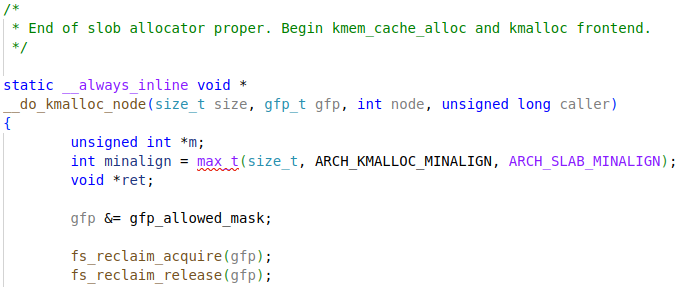 /*
 * End of slob allocator proper. Begin kmem_cache_alloc and kmalloc frontend.
 */
static __always_inline void *
__do_kmalloc_node(size_t size, gfp_t gfp, int node, unsigned long caller)
{
        unsigned int *m;
        int minalign = max_t(size_t, ARCH_KMALLOC_MINALIGN, ARCH_SLAB_MINALIGN);
        void *ret;
        gfp &= gfp_allowed_mask;
        fs_reclaim_acquire(gfp);
        fs_reclaim_release(gfp);